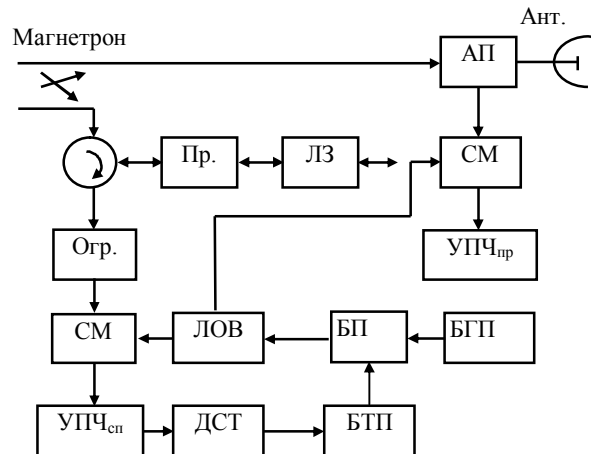 Ант.
Магнетрон
АП
Пр.
ЛЗ
СМ
Огр.
УПЧпр
СМ
ЛОВ
БП
БГП
УПЧсп
ДСТ
БТП